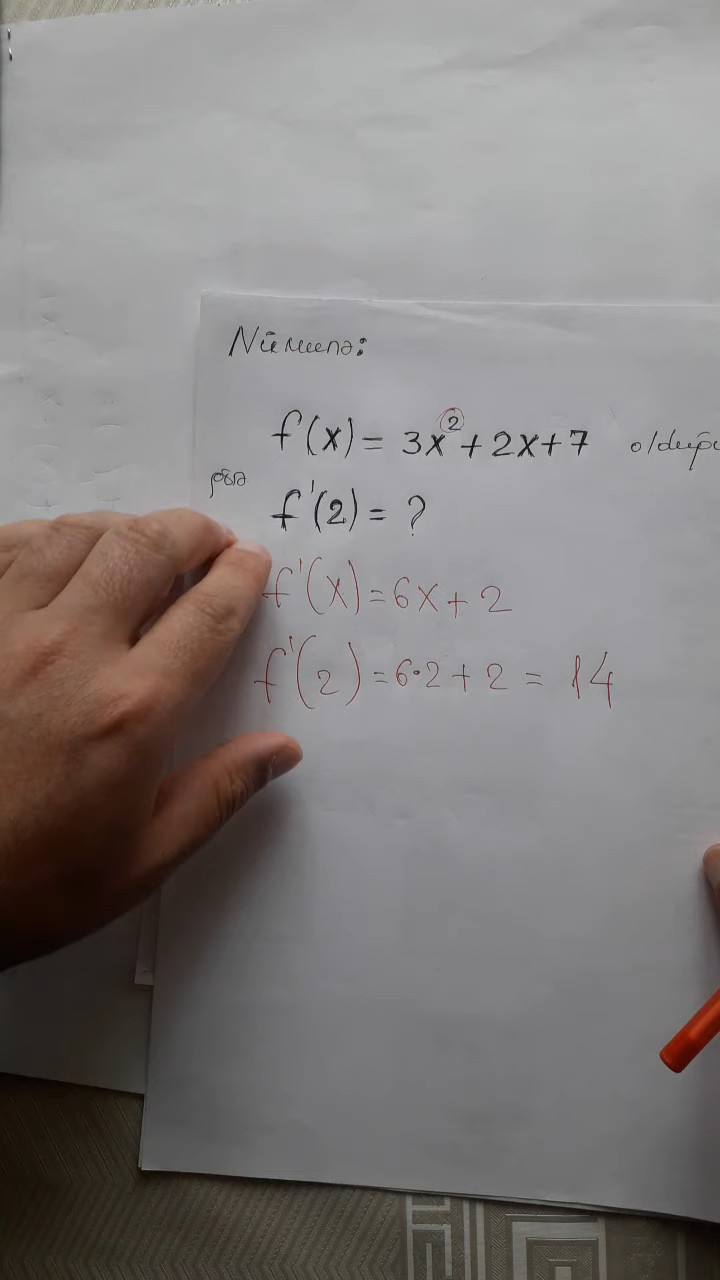 Nümunə:
f(x) = 3x² + 2x + 7
f'(2) = ?
f'(x) = 6x + 2
f'(2) = 6·2 + 2 = 14